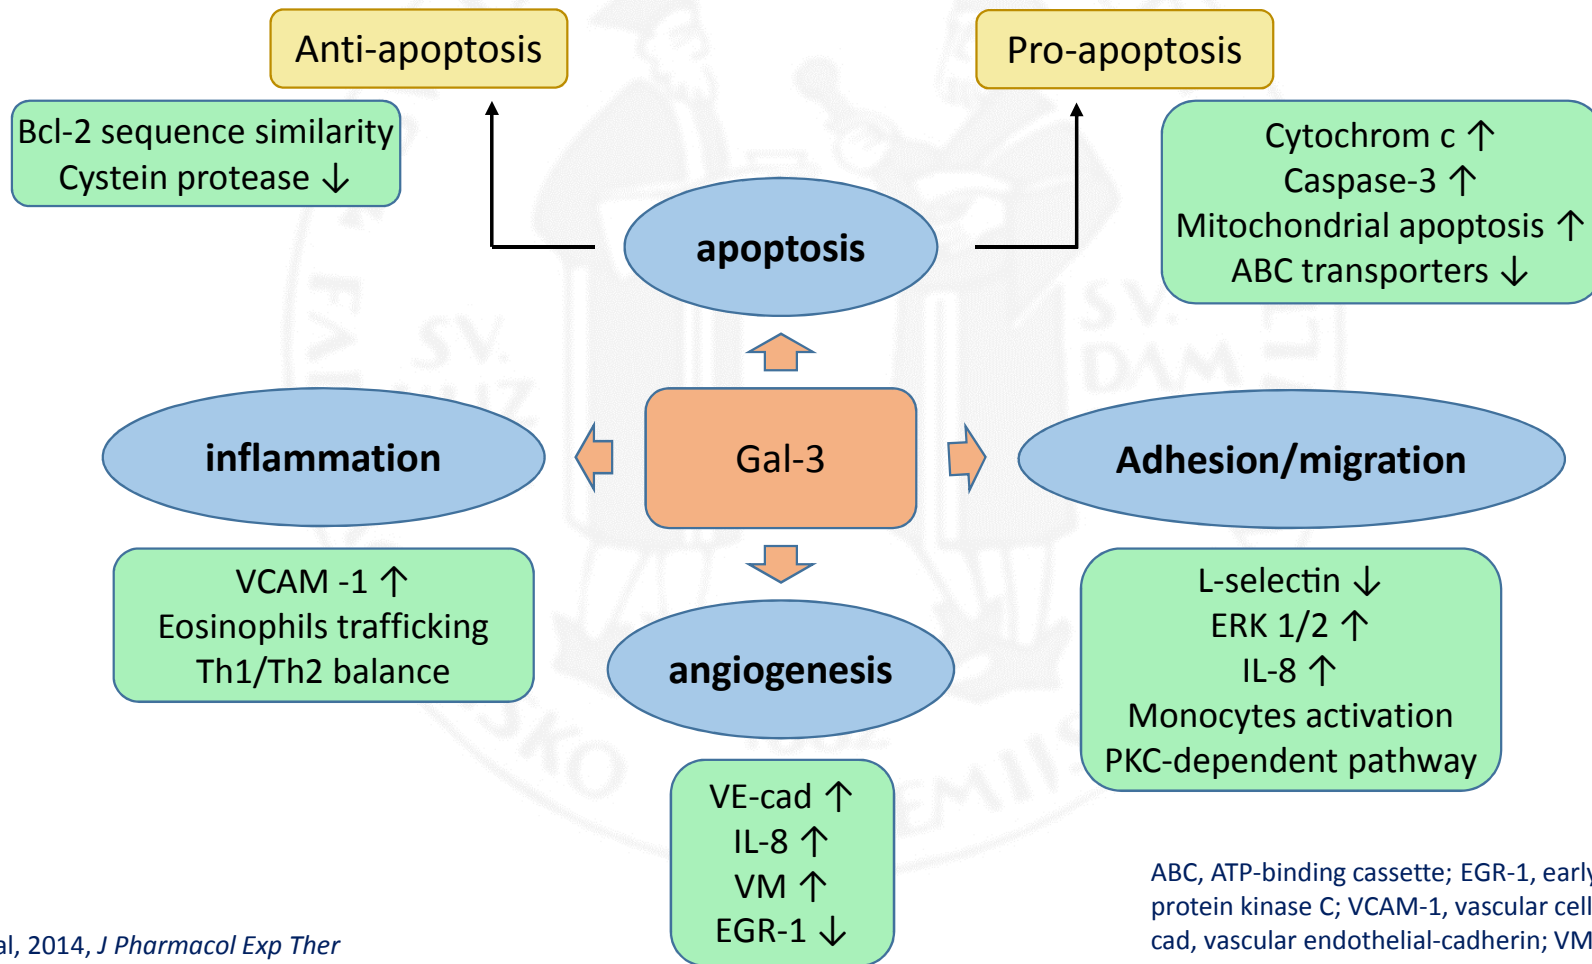 Anti-apoptosis
Pro-apoptosis
Bcl-2 sequence similarity
Cystein protease ↓
Cytochrom c ↑
Caspase-3 ↑
Mitochondrial apoptosis ↑
ABC transporters ↓
apoptosis
SV.
SV.
DAM
inflammation
Gal-3
Adhesion/migration
VCAM -1 ↑
Eosinophils trafficking
Th1/Th2 balance
angiogenesis
L-selectin ↓
ERK 1/2 ↑
IL-8 ↑
Monocytes activation
PKC-dependent pathway
VE-cad ↑
IL-8 ↑
VM ↑
EGR-1 ↓
ABC, ATP-binding cassette; EGR-1, early
protein kinase C; VCAM-1, vascular cell
cad, vascular endothelial-cadherin; VM
al, 2014, J Pharmacol Exp Ther